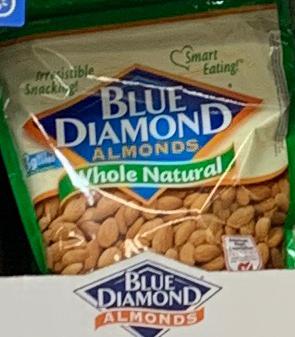 Irresistible
Snacking!
Smart
Eating!
BLUE
DIAMOND
ALMONDS
Whole Natural
BLUE
DIAMOND
ALMONDS